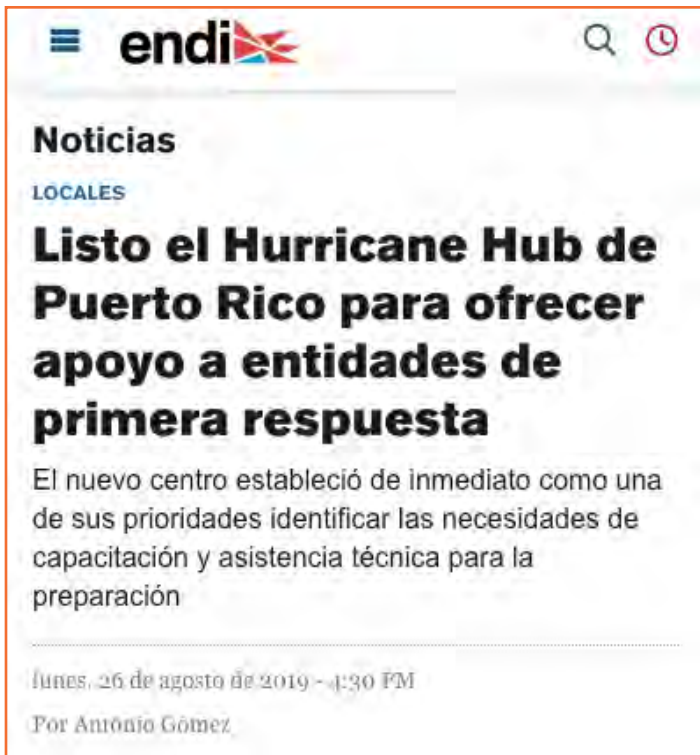 endi
Noticias
LOCALES
Listo el Hurricane Hub de
Puerto Rico para ofrecer
apoyo a entidades de
primera respuesta
El nuevo centro estableció de inmediato como una
de sus prioridades identificar las necesidades de
capacitación y asistencia técnica para la
preparación
lunes, 26 de agosto de 2019 - 4:30 PM
Por Antonio Gómez